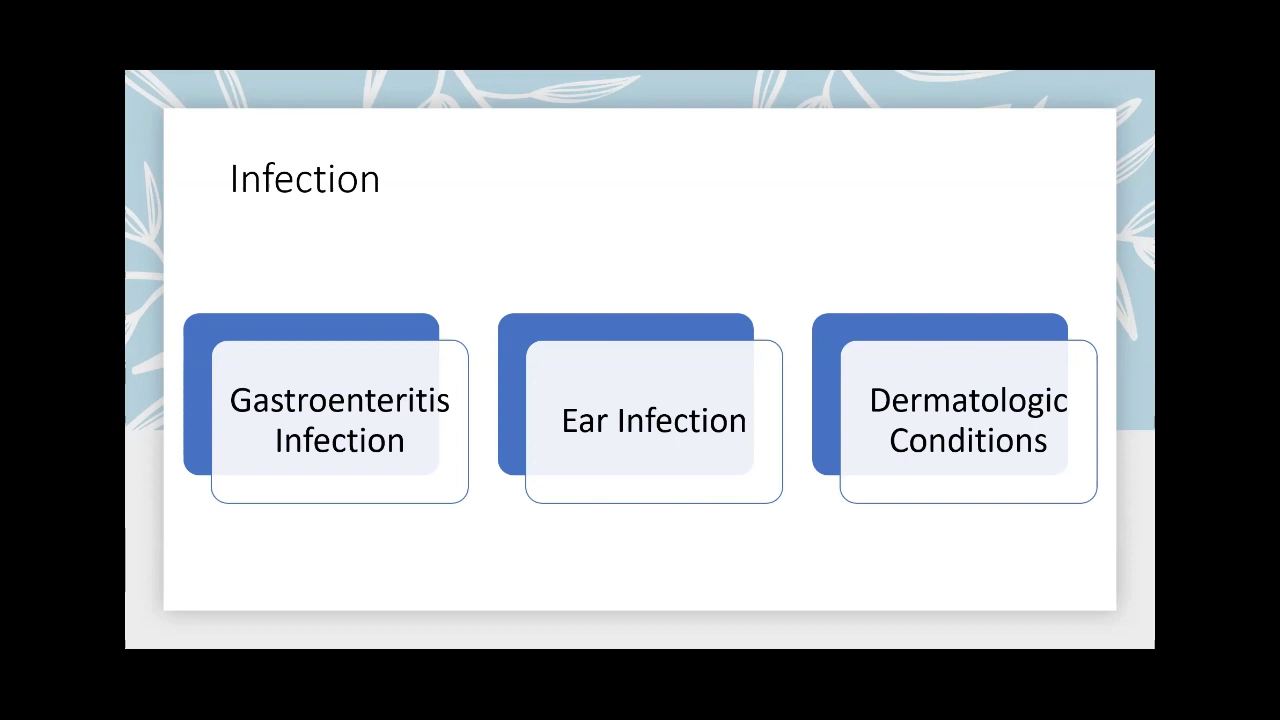 Infection
Gastroenteritis
Infection
Ear Infection
Dermatologic
Conditions